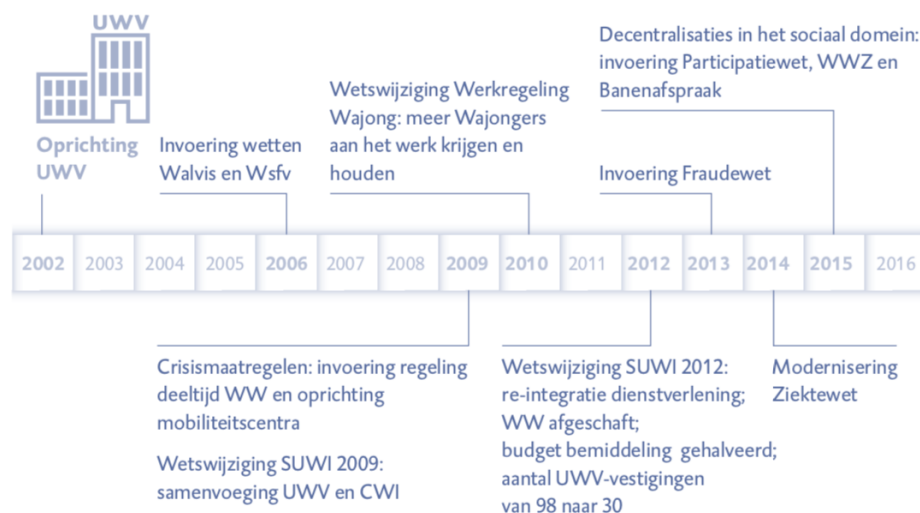 UWV
Oprichting
UWV
Invoering wetten
Walvis en Wsfv
Wetswijziging Werkregeling
Wajong: meer Wajongers
aan het werk krijgen en
houden
Decentralisaties in het sociaal domein:
invoering Participatiewet, WWZ en
Banenafspraak
Invoering Fraudewet
2002 2003 2004 2005 2006 2007 2008 2009 2010 2011 2012 2013 2014 2015 2016
Crisismaatregelen: invoering regeling
deeltijd WW en oprichting
mobiliteitscentra
Wetswijziging SUWI 2009:
samenvoeging UWV en CWI
Wetswijziging SUWI 2012:
re-integratie dienstverlening;
WW afgeschaft;
budget bemiddeling gehalveerd;
aantal UWV-vestigingen
van 98 naar 30
Modernisering
Ziektewet